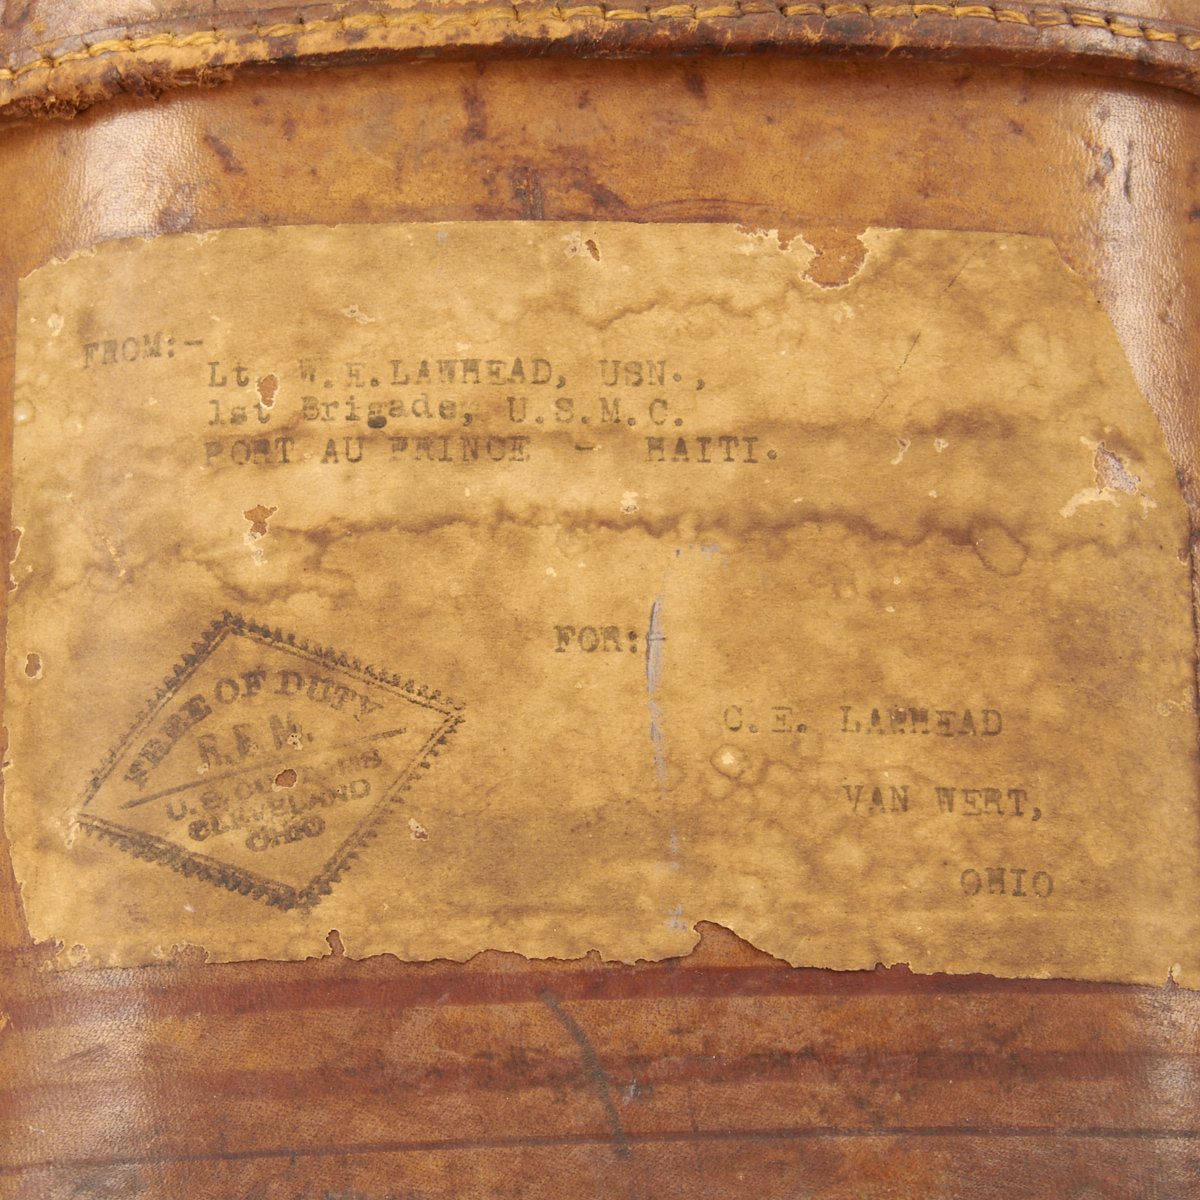 FROM:-
Lt. W.H.LAWHEAD, USN.,
1st Brigade, U.S.M.C.
PORT AU PRINCE - HAITI.
FOR:-
C.E. LAWHEAD
VAN WERT,
OHIO
FREE OF DUTY
U.S. CUSTOMS
CLEVELAND
OHIO